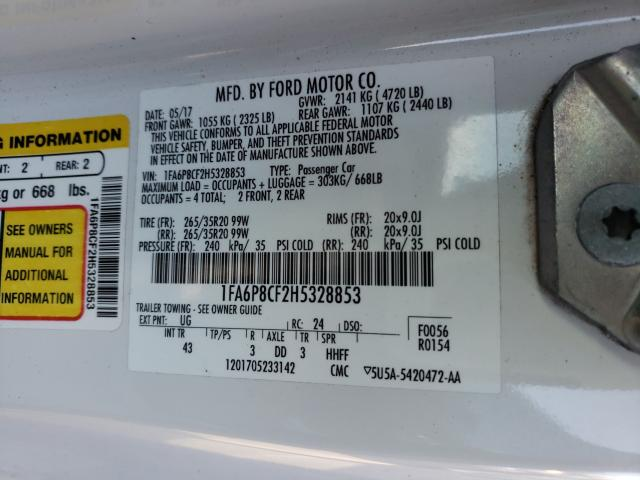 G INFORMATION
NT: 2 REAR: 2
kg or 668 lbs.
SEE OWNERS
MANUAL FOR
ADDITIONAL
INFORMATION
1FA6P8CF2H5328853
MFD. BY FORD MOTOR CO.
DATE: 05/17 GVWR: 2141 KG ( 4720 LB)
FRONT GAWR: 1055 KG ( 2325 LB) REAR GAWR: 1107 KG ( 2440 LB)
THIS VEHICLE CONFORMS TO ALL APPLICABLE FEDERAL MOTOR
VEHICLE SAFETY, BUMPER, AND THEFT PREVENTION STANDARDS
IN EFFECT ON THE DATE OF MANUFACTURE SHOWN ABOVE.
VIN: 1FA6P8CF2H5328853 TYPE: Passenger Car
MAXIMUM LOAD = OCCUPANTS + LUGGAGE = 303KG/ 668LB
OCCUPANTS = 4 TOTAL; 2 FRONT, 2 REAR
TIRE (FR): 265/35R20 99W RIMS (FR): 20x9.0J
(RR): 265/35R20 99W (RR): 20x9.0J
PRESSURE (FR): 240 kPa/ 35 PSI COLD (RR): 240 kPa/ 35 PSI COLD
1FA6P8CF2H5328853
TRAILER TOWING - SEE OWNER GUIDE
EXT PNT: UG RC: 24 DSO: F0056
INT TR TP/PS R AXLE TR SPR R0154
43 3 DD 3 HHFF
1201705233142 CMC ▽5U5A-5420472-AA